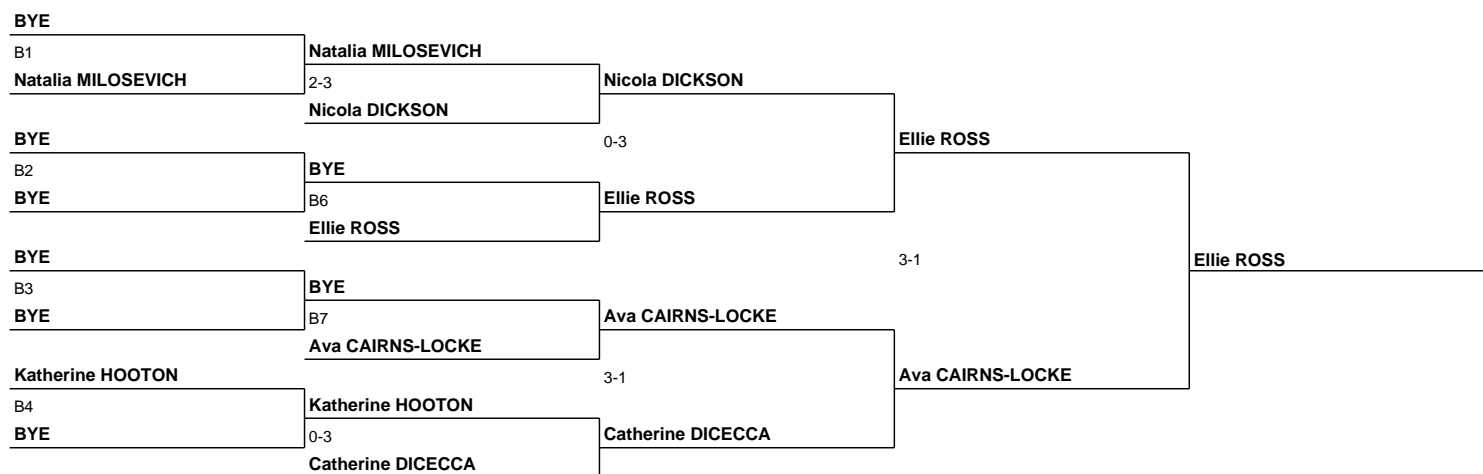 BYE
B1
Natalia MILOSEVICH
Natalia MILOSEVICH
2-3
Nicola DICKSON
Nicola DICKSON
BYE
B2
BYE
BYE
B6
Ellie ROSS
0-3
Ellie ROSS
Ellie ROSS
BYE
B3
BYE
BYE
B7
Ava CAIRNS-LOCKE
Ava CAIRNS-LOCKE
Katherine HOOTON
B4
BYE
Katherine HOOTON
0-3
Catherine DICECCA
3-1
Catherine DICECCA
3-1
Ava CAIRNS-LOCKE
Ellie ROSS